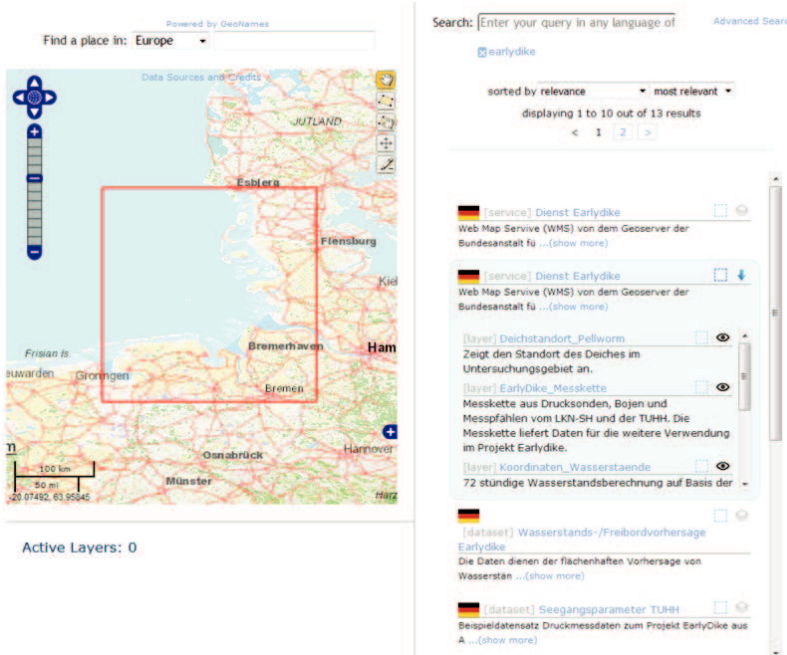 Powered by GeoNames
Find a place in: Europe
Data Sources and Credits
JUTLAND
Esbjerg
Flensburg
Kiel
Frisian Is.
Bremerhaven
Ham
euwarden
Groningen
Bremen
Osnabrück
Hannover
Münster
Harz
100 km
50 mi
-20.07492, 63.95845
Active Layers: 0
Search: Enter your query in any language of
Advanced Sear
earlydike
sorted by relevance most relevant
displaying 1 to 10 out of 13 results
< 1 2 >
[service] Dienst Earlydike
Web Map Servive (WMS) von dem Geoserver der
Bundesanstalt fü ...(show more)
[service] Dienst Earlydike
Web Map Servive (WMS) von dem Geoserver der
Bundesanstalt fü ...(show more)
[layer] Deichstandort_Pellworm
Zeigt den Standort des Deiches im
Untersuchungsgebiet an.
[layer] EarlyDike_Messkette
Messkette aus Drucksonden, Bojen und
Messpfählen vom LKN-SH und der TUHH. Die
Messkette liefert Daten für die weitere Verwendung
im Projekt Earlydike.
[layer] Koordinaten_Wasserstaende
72 stündige Wasserstandsberechnung auf Basis der
[dataset] Wasserstands-/Freibordvorhersage
Earlydike
Die Daten dienen der flächenhaften Vorhersage von
Wasserstan ...(show more)
[dataset] Seegangsparameter TUHH
Beispieldatensatz Druckmessdaten zum Projekt EarlyDike aus
A ...(show more)